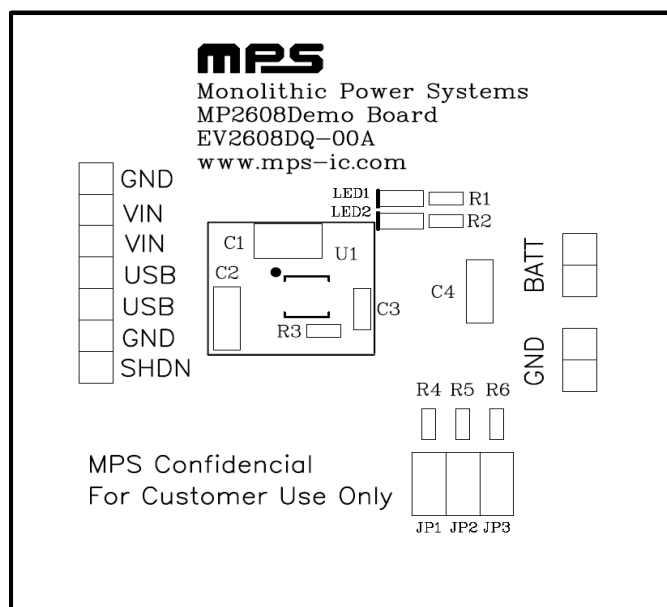 mps
Monolithic Power Systems
MP2608Demo Board
EV2608DQ-00A
www.mps-ic.com
GND
VIN
VIN
USB
USB
GND
SHDN
LED1
R1
LED2
R2
C1
U1
C2
C3
R3
C4
BATT
GND
R4 R5 R6
MPS Confidencial
For Customer Use Only
JP1 JP2 JP3